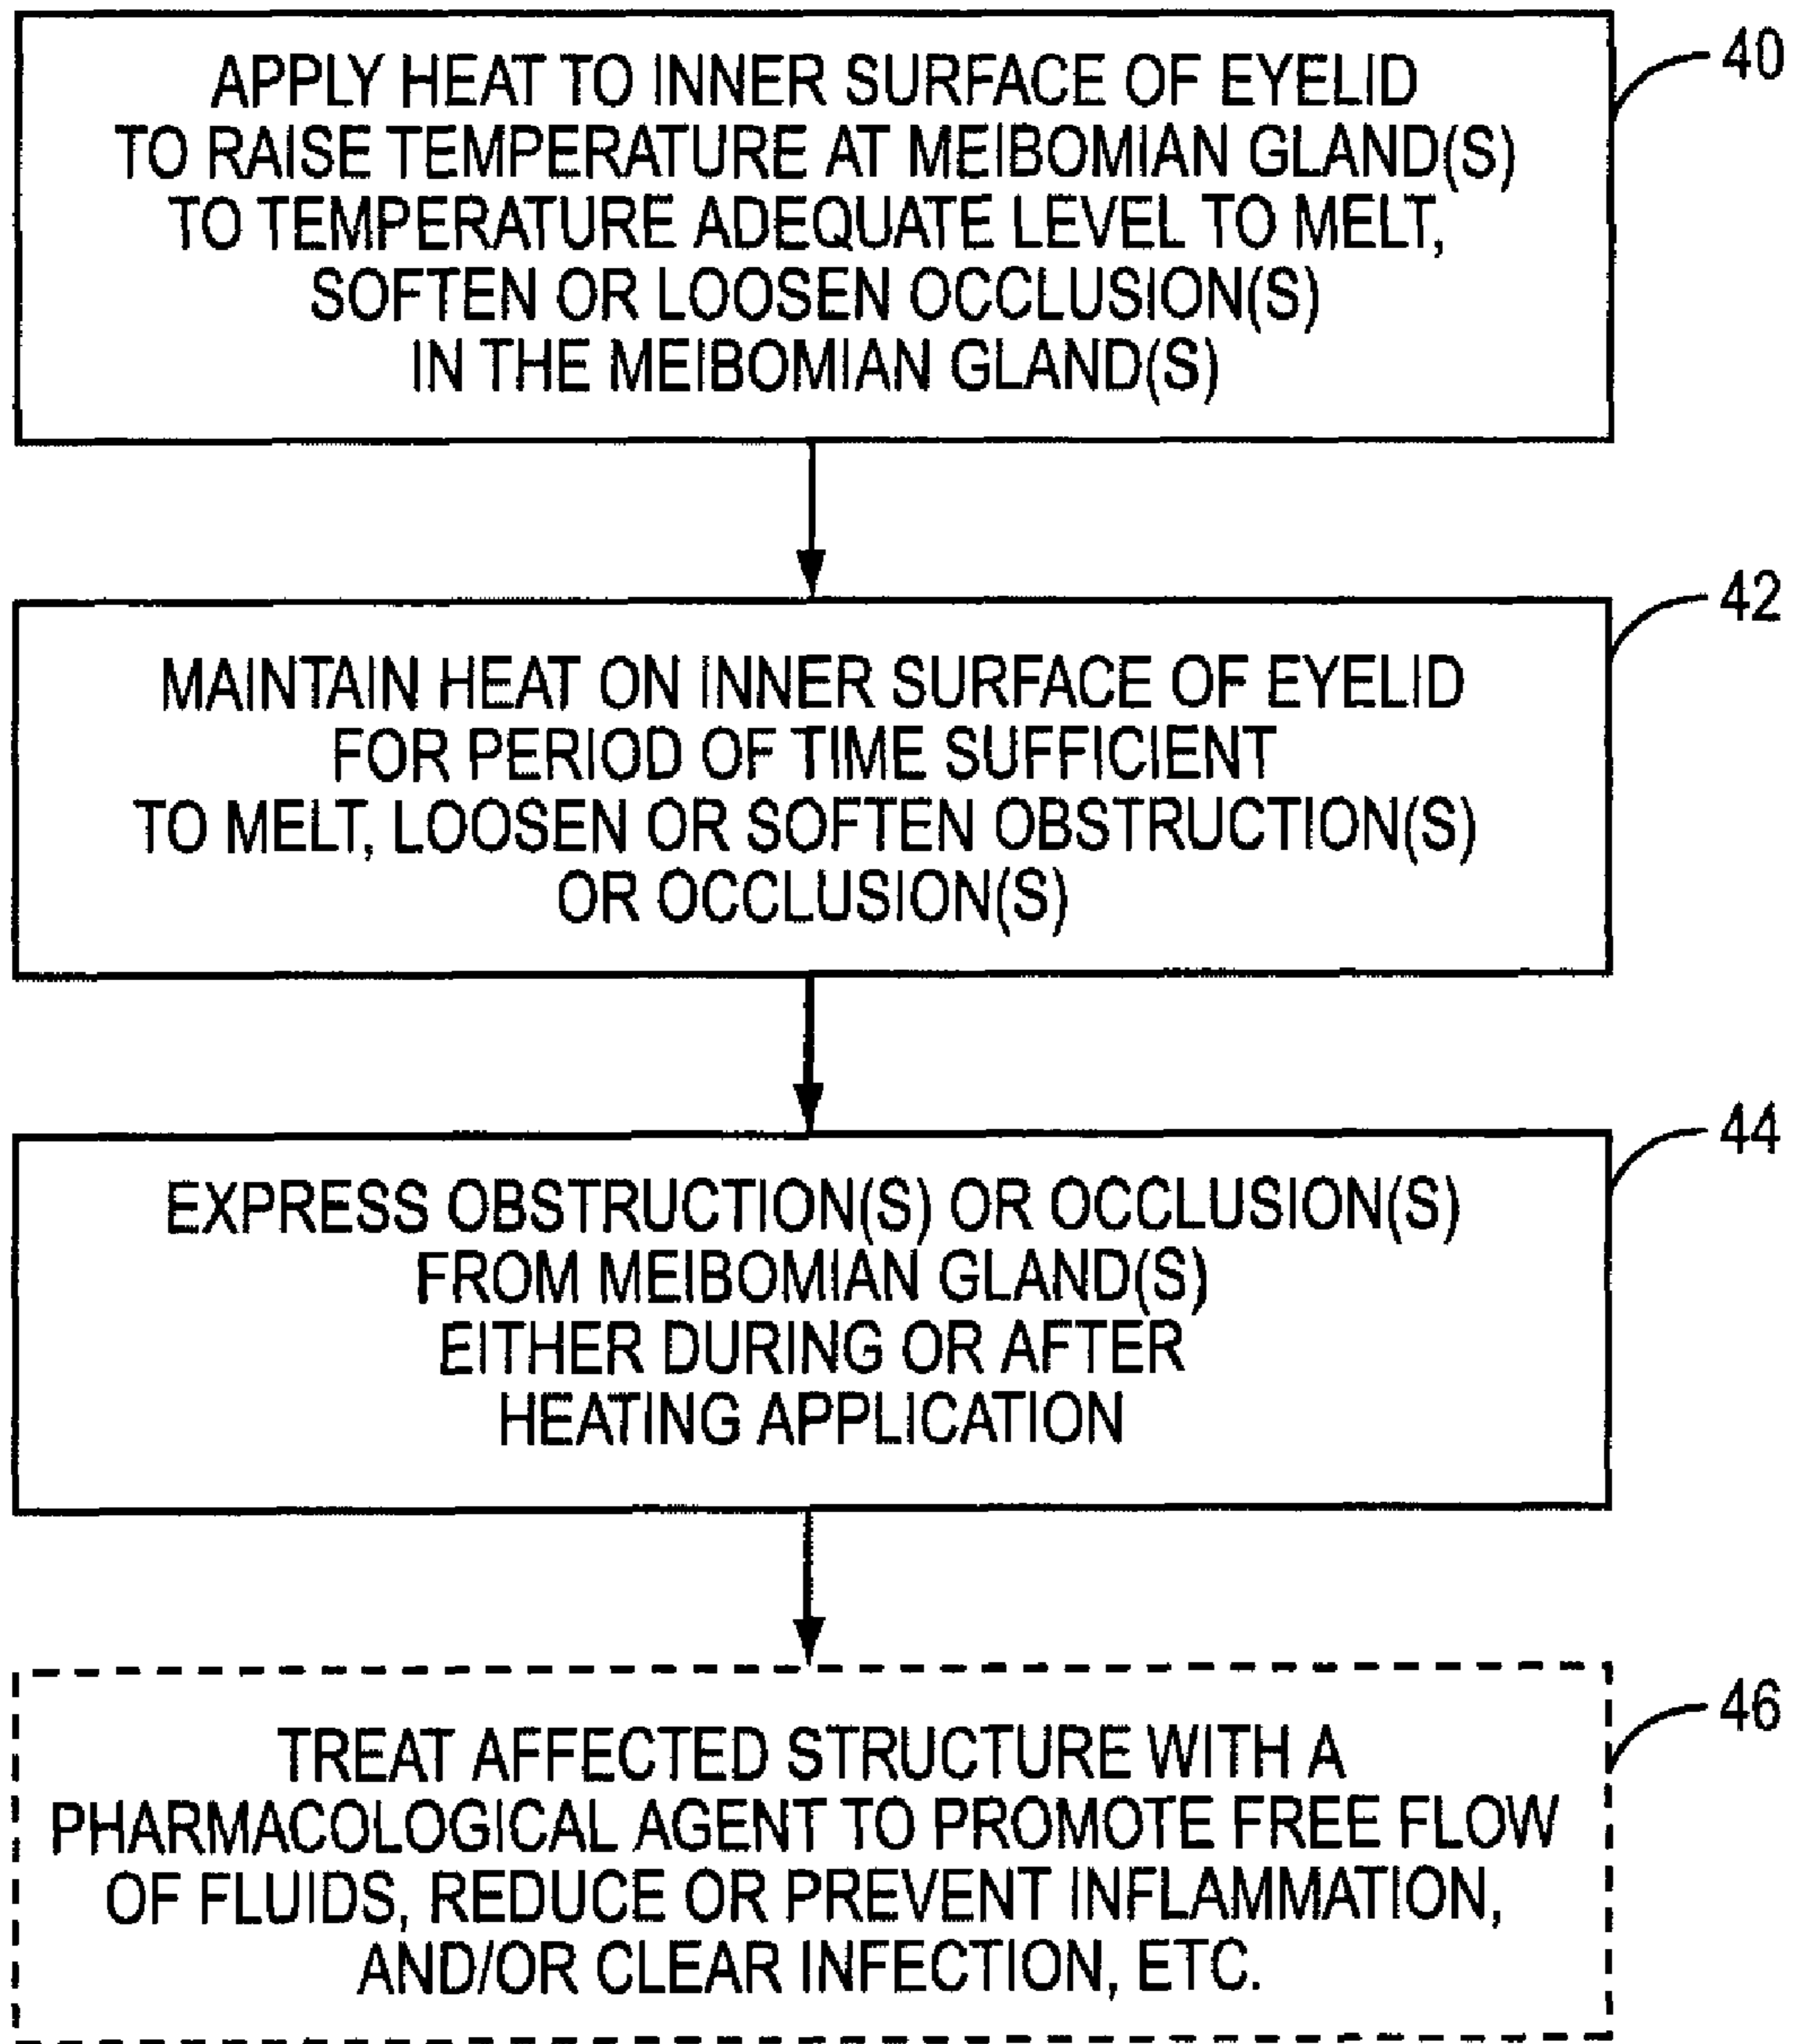 APPLY HEAT TO INNER SURFACE OF EYELID
TO RAISE TEMPERATURE AT MEIBOMIAN GLAND(S)
TO TEMPERATURE ADEQUATE LEVEL TO MELT,
SOFTEN OR LOOSEN OCCLUSION(S)
IN THE MEIBOMIAN GLAND(S)
40
MAINTAIN HEAT ON INNER SURFACE OF EYELID
FOR PERIOD OF TIME SUFFICIENT
TO MELT, LOOSEN OR SOFTEN OBSTRUCTION(S)
OR OCCLUSION(S)
42
EXPRESS OBSTRUCTION(S) OR OCCLUSION(S)
FROM MEIBOMIAN GLAND(S)
EITHER DURING OR AFTER
HEATING APPLICATION
44
TREAT AFFECTED STRUCTURE WITH A
PHARMACOLOGICAL AGENT TO PROMOTE FREE FLOW
OF FLUIDS, REDUCE OR PREVENT INFLAMMATION,
AND/OR CLEAR INFECTION, ETC.
46